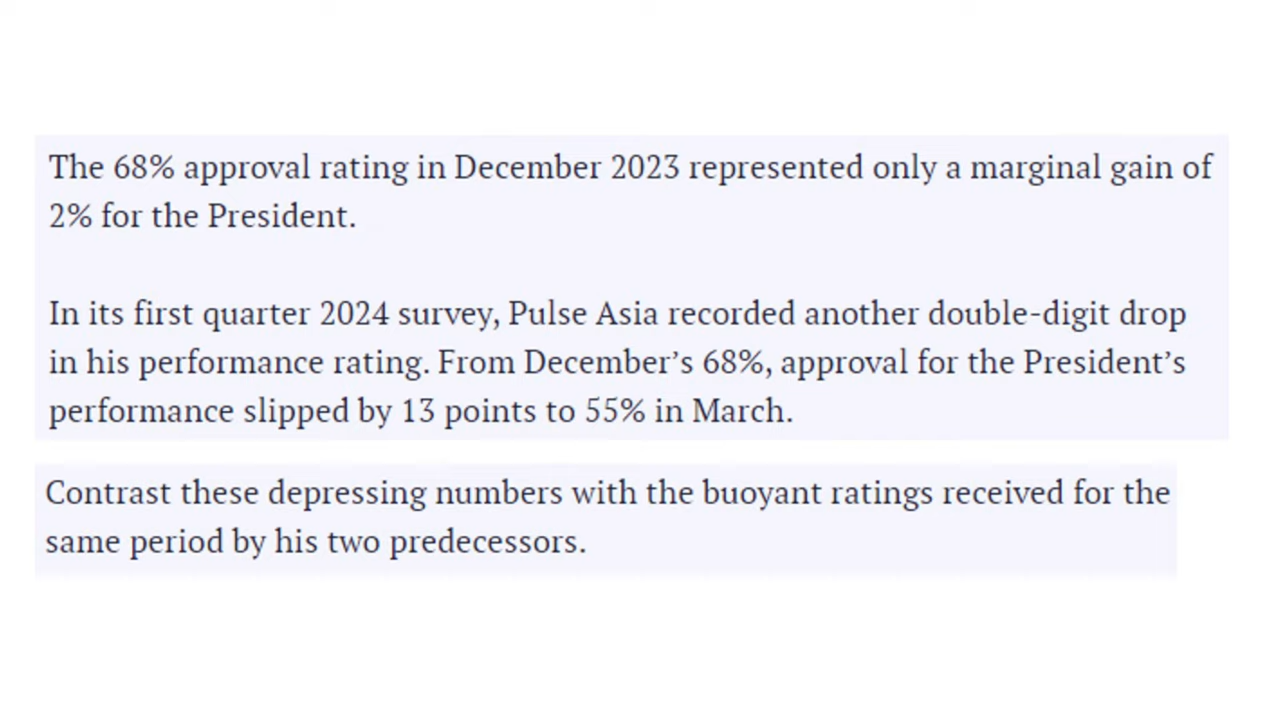 The 68% approval rating in December 2023 represented only a marginal gain of
2% for the President.
In its first quarter 2024 survey, Pulse Asia recorded another double-digit drop
in his performance rating. From December’s 68%, approval for the President’s
performance slipped by 13 points to 55% in March.
Contrast these depressing numbers with the buoyant ratings received for the
same period by his two predecessors.